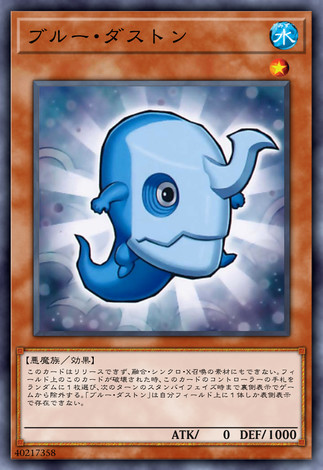 ブルー・ダストン
水
【悪魔族／効果】
このカードはリリースできず、融合・シンクロ・X召喚の素材にもできない。フィ
ールド上のこのカードが破壊された時、このカードのコントローラーの手札を
ランダムに１枚選び、次のターンのスタンバイフェイズ時まで裏側表示でゲー
ムから除外する。「ブルー・ダストン」は自分フィールド上に１体しか表側表示
で存在できない。
ATK/ 0 DEF/1000
40217358